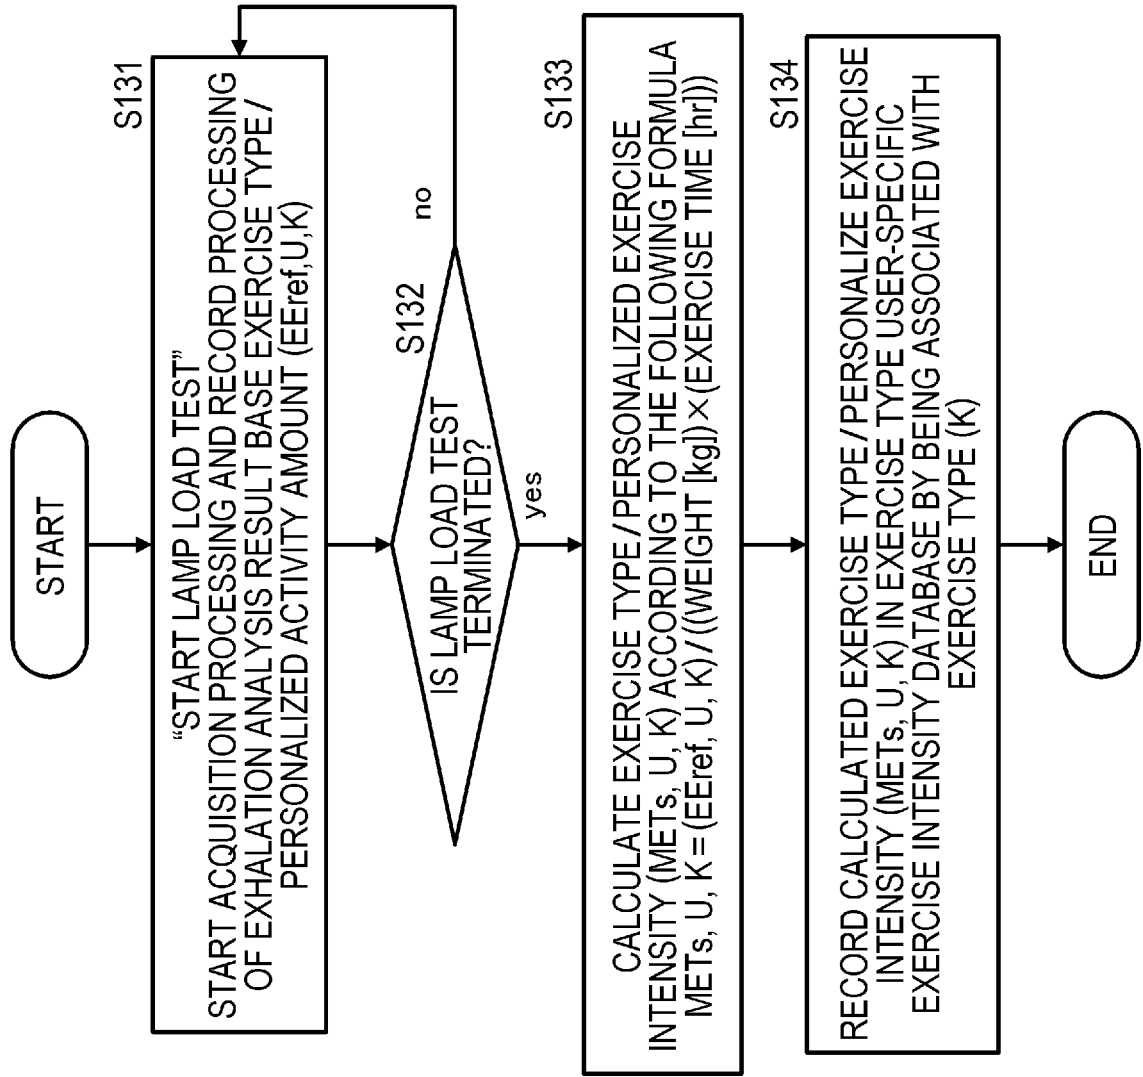 START
S131
“START LAMP LOAD TEST”
START ACQUISITION PROCESSING AND RECORD PROCESSING
OF EXHALATION ANALYSIS RESULT BASE EXERCISE TYPE /
PERSONALIZED ACTIVITY AMOUNT (EEref,U,K)
S132
no
IS LAMP LOAD TEST
TERMINATED?
yes
S133
CALCULATE EXERCISE TYPE/PERSONALIZED EXERCISE
INTENSITY (METs, U, K) ACCORDING TO THE FOLLOWING FORMULA
METs, U, K=(EEref, U, K)/((WEIGHT [kg])×(EXERCISE TIME [hr]))
S134
RECORD CALCULATED EXERCISE TYPE/PERSONALIZE EXERCISE
INTENSITY (METs, U, K) IN EXERCISE TYPE USER-SPECIFIC
EXERCISE INTENSITY DATABASE BY BEING ASSOCIATED WITH
EXERCISE TYPE (K)
END